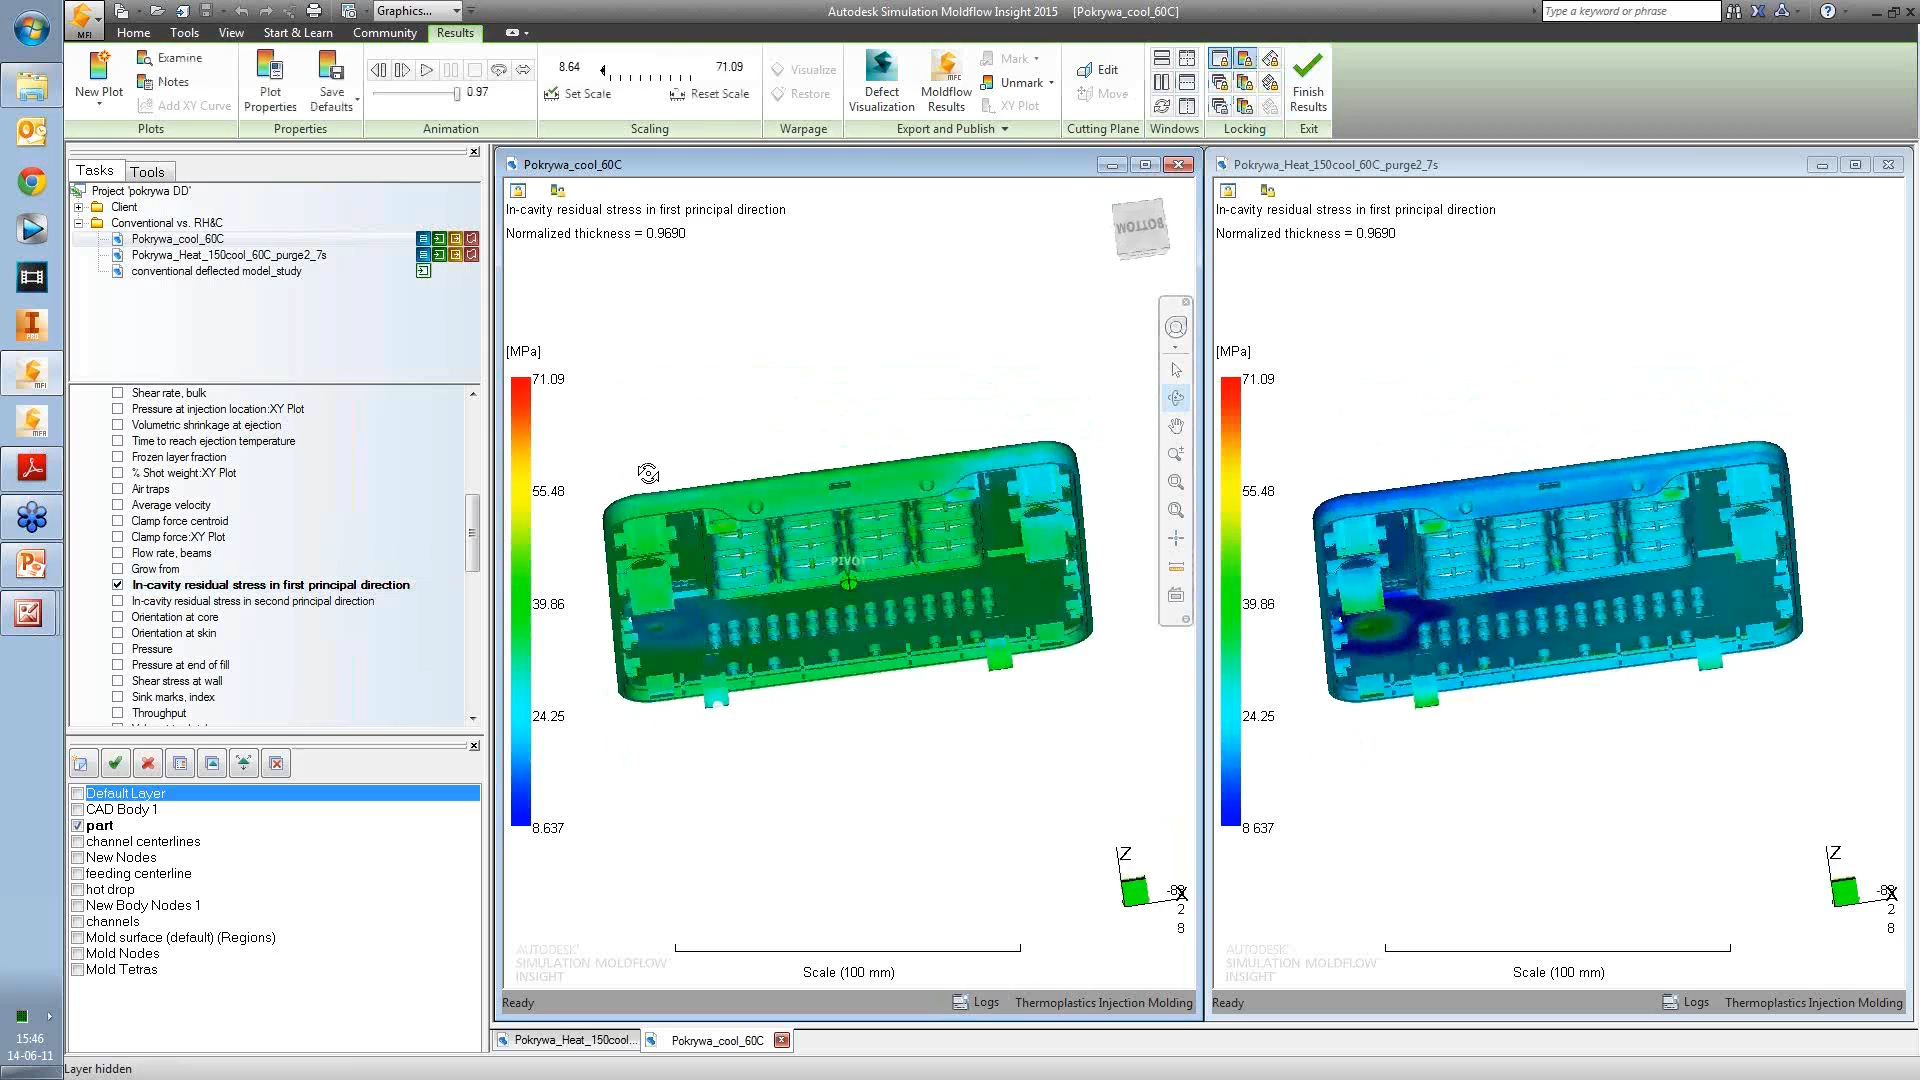 Graphics...
Autodesk Simulation Moldflow Insight 2015 [Pokrywa_cool_60C]
Type a keyword or phrase
MFI
Home Tools View Start & Learn Community Results
New Plot
Examine
Notes
Add XY Curve
Plots
Plot Properties
Save Defaults
Properties
0.97
Animation
8.64 71.09
Set Scale Reset Scale
Scaling
Visualize
Restore
Warpage
Defect Visualization
MFC
Moldflow Results
Mark
Unmark
XY Plot
Export and Publish
Edit
Move
Cutting Plane
Windows
Locking
Finish Results
Exit
Tasks Tools
Project 'pokrywa DD'
Client
Conventional vs. RH&C
Pokrywa_cool_60C
Pokrywa_Heat_150cool_60C_purge2_7s
conventional deflected model_study
Shear rate, bulk
Pressure at injection location:XY Plot
Volumetric shrinkage at ejection
Time to reach ejection temperature
Frozen layer fraction
% Shot weight:XY Plot
Air traps
Average velocity
Clamp force centroid
Clamp force:XY Plot
Flow rate, beams
Grow from
In-cavity residual stress in first principal direction
In-cavity residual stress in second principal direction
Orientation at core
Orientation at skin
Pressure
Pressure at end of fill
Shear stress at wall
Sink marks, index
Throughput
Default Layer
CAD Body 1
part
channel centerlines
New Nodes
feeding centerline
hot drop
New Body Nodes 1
channels
Mold surface (default) (Regions)
Mold Nodes
Mold Tetras
Layer hidden
PRO
MFI
MFA
15:46
14-06-11
Pokrywa_cool_60C
In-cavity residual stress in first principal direction
Normalized thickness = 0.9690
BOTTOM
[MPa]
71.09
55.48
39.86
24.25
8.637
PIVOT
Z
X
2
8
AUTODESK
SIMULATION MOLDFLOW
INSIGHT
Scale (100 mm)
Ready Logs Thermoplastics Injection Molding
Pokrywa_Heat_150cool_60C_purge2_7s
In-cavity residual stress in first principal direction
Normalized thickness = 0.9690
[MPa]
71.09
55.48
39.86
24.25
8 637
Z
X
2
8
AUTODESK
SIMULATION MOLDFLOW
INSIGHT
Scale (100 mm)
Ready Logs Thermoplastics Injection Molding
Pokrywa_Heat_150cool... Pokrywa_cool_60C